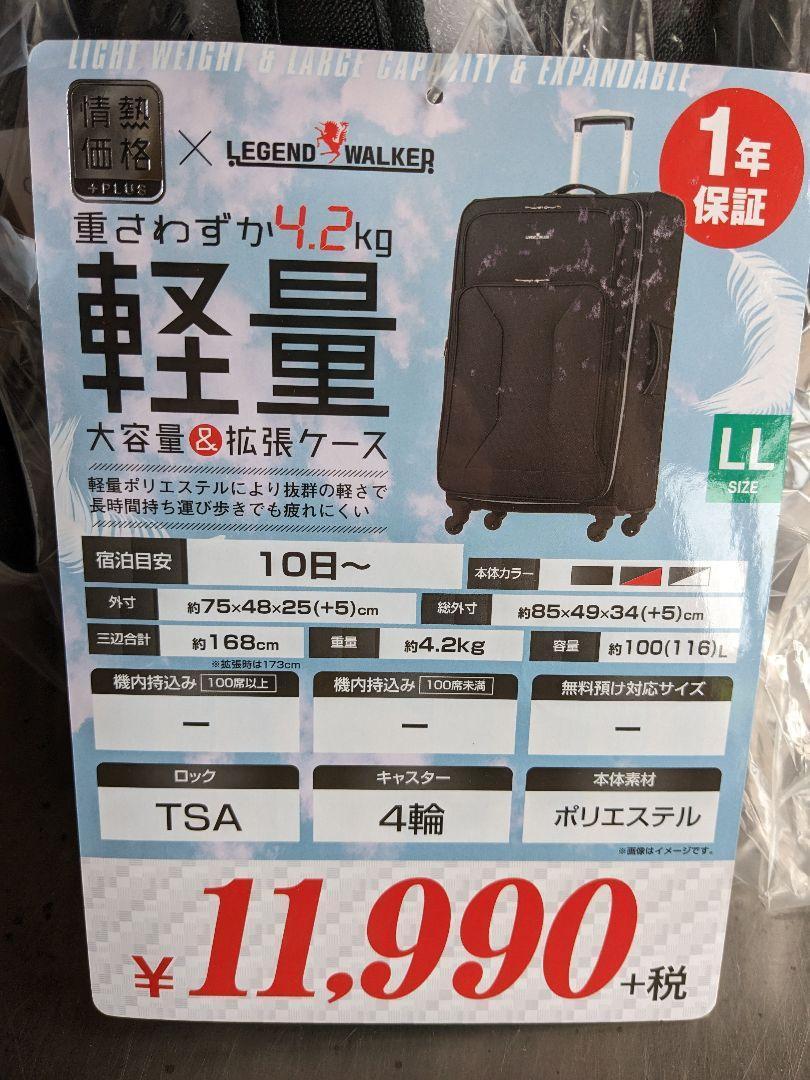 LIGHT WEIGHT & LARGE CAPACITY & EXPANDABLE
情熱
価格
+PLUS
×
LEGEND WALKER
1年
保証
重さわずか4.2kg
軽量
大容量&拡張ケース
軽量ポリエステルにより抜群の軽さで
長時間持ち運び歩きでも疲れにくい
LL
SIZE
宿泊目安 10日～ 本体カラー
外寸 約75×48×25(+5)cm 総外寸 約85×49×34(+5)cm
三辺合計 約168cm 重量 約4.2kg 容量 約100(116)L
※拡張時は173cm
機内持込み 100席以上 機内持込み 100席未満 無料預け対応サイズ
ー ー ー
ロック キャスター 本体素材
TSA 4輪 ポリエステル
※画像はイメージです。
¥11,990+税